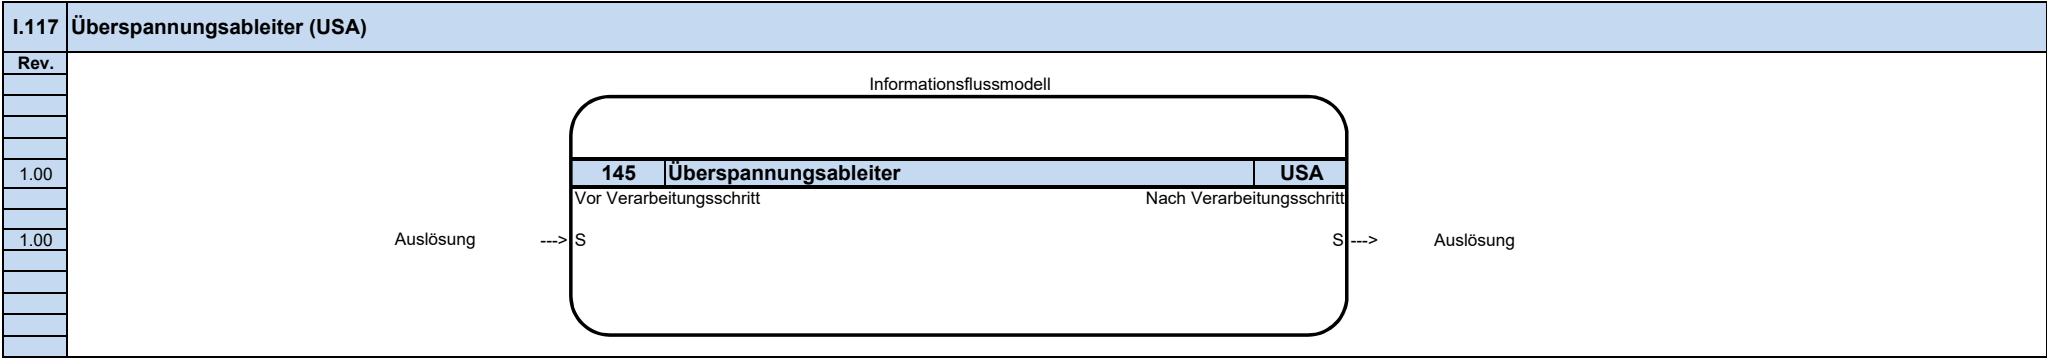 I.117 Überspannungsableiter (USA)
Rev.
Informationsflussmodell
1.00 145 Überspannungsableiter USA
Vor Verarbeitungsschritt Nach Verarbeitungsschritt
1.00 Auslösung ---> S S ---> Auslösung